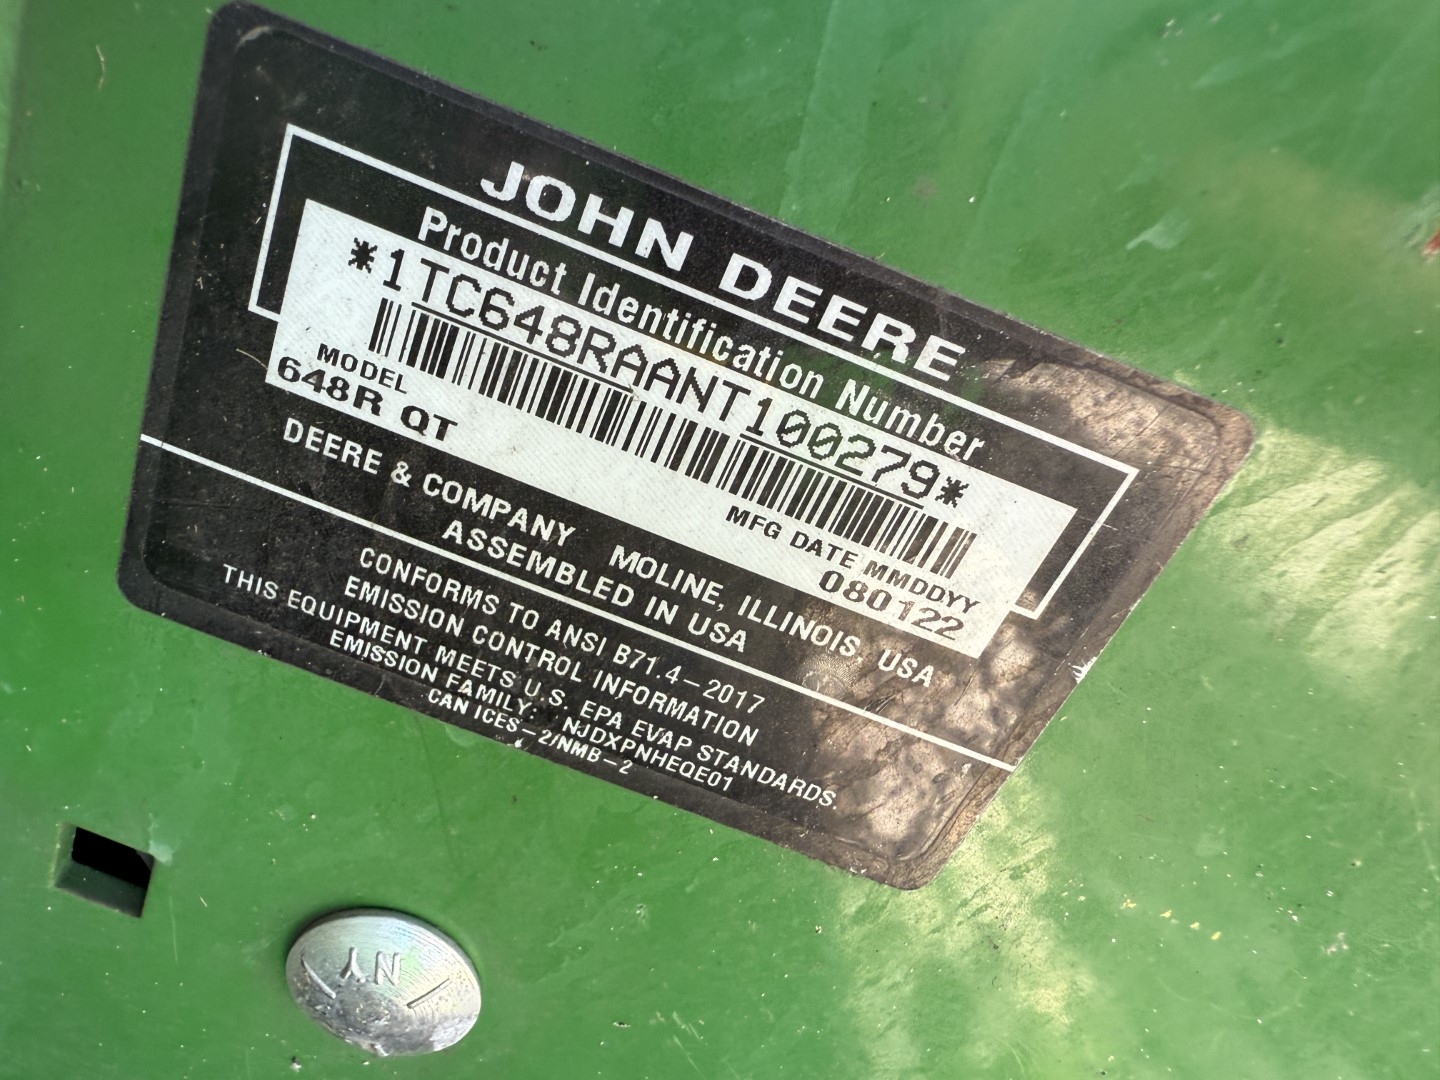 JOHN DEERE
Product Identification Number
*1TC648RAANT100279*
MODEL
648R QT
MFG DATE MMDDYY
080122
DEERE & COMPANY MOLINE, ILLINOIS, USA
ASSEMBLED IN USA
CONFORMS TO ANSI B71.4-2017
EMISSION CONTROL INFORMATION
THIS EQUIPMENT MEETS U.S. EPA EVAP STANDARDS.
EMISSION FAMILY: NJDXPNHEQE01
CAN ICES-2/NMB-2
NY